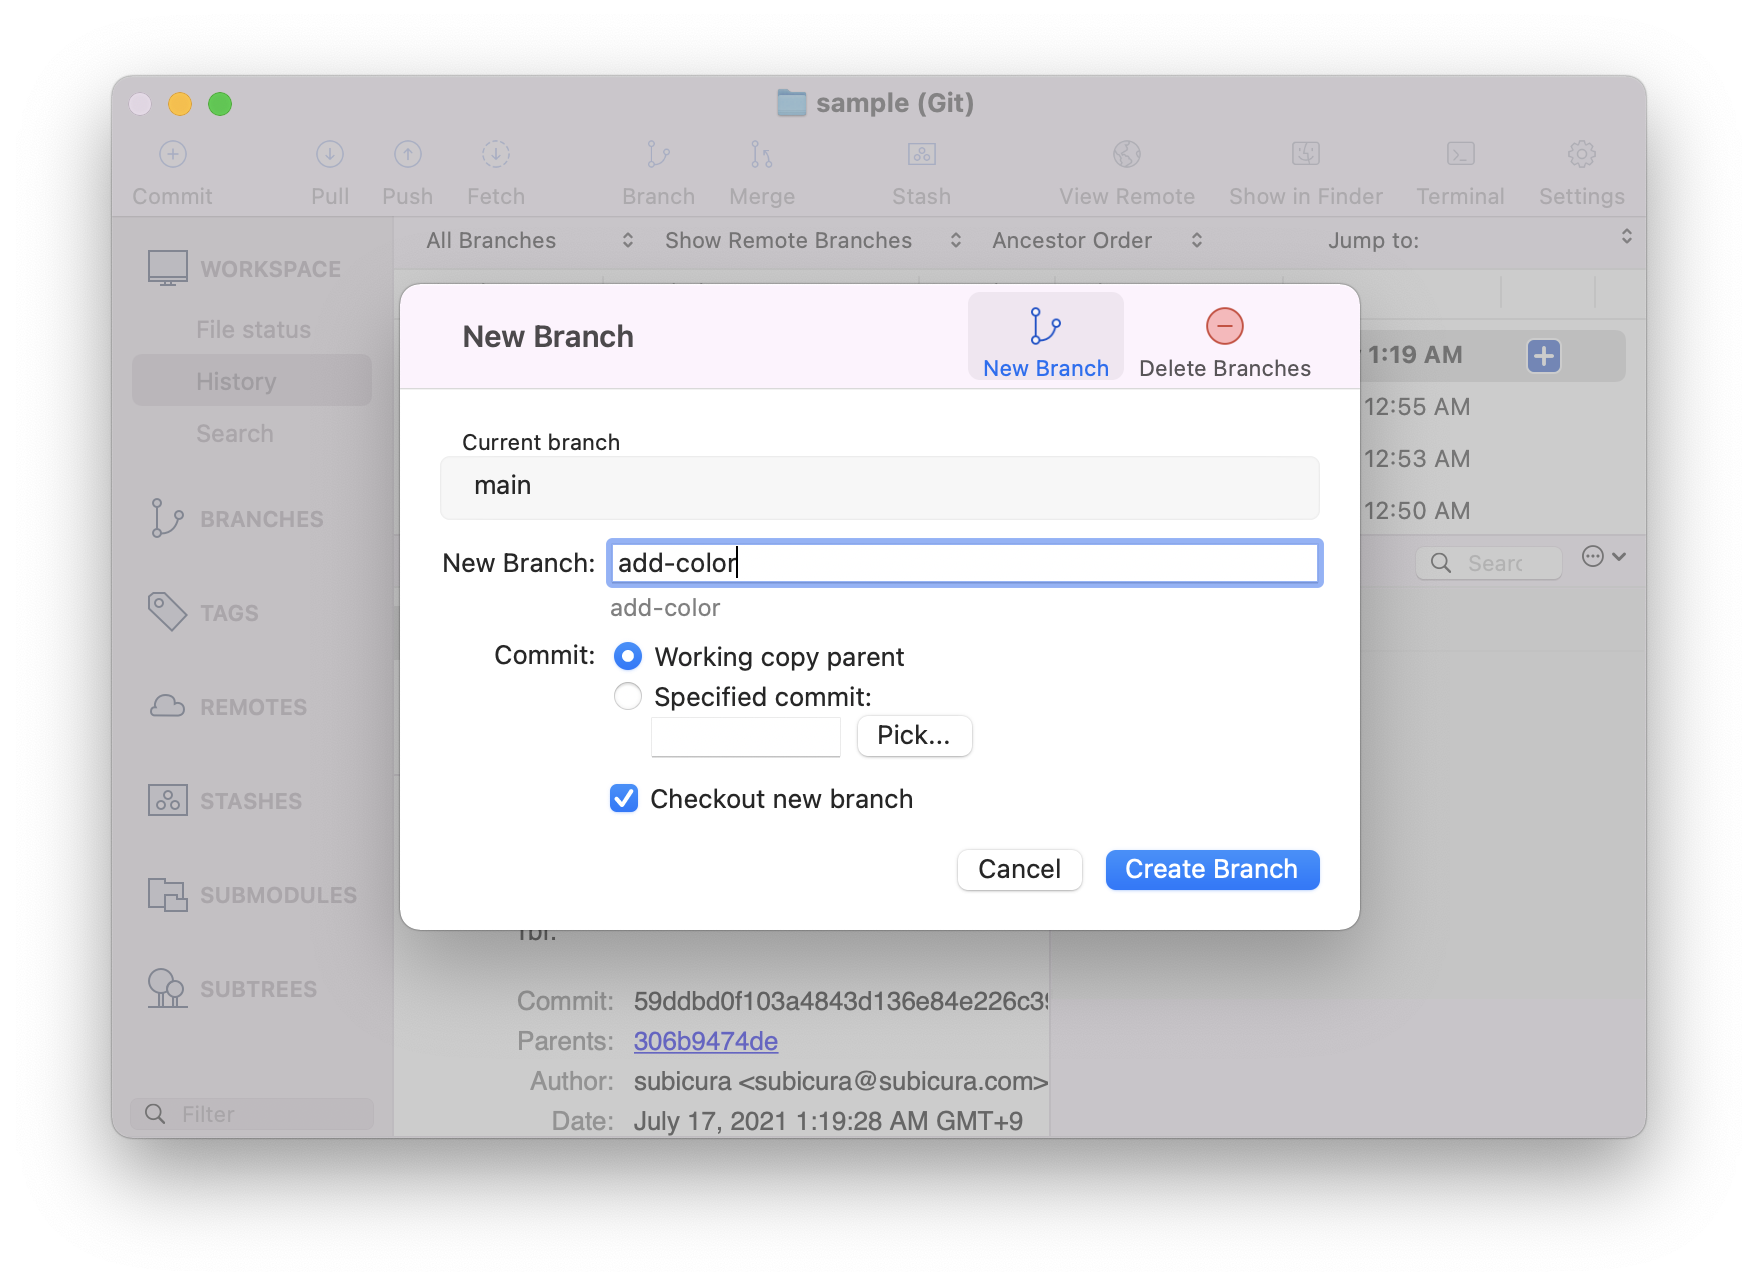 sample (Git)
Commit Pull Push Fetch Branch Merge Stash View Remote Show in Finder Terminal Settings
All Branches Show Remote Branches Ancestor Order Jump to:
WORKSPACE
File status
History
Search
BRANCHES
TAGS
REMOTES
STASHES
SUBMODULES
SUBTREES
Filter
New Branch
New Branch Delete Branches
Current branch
main
New Branch: add-color
add-color
Commit: Working copy parent
Specified commit:
Pick...
Checkout new branch
Cancel Create Branch
1:19 AM
12:55 AM
12:53 AM
12:50 AM
Commit: 59ddbd0f103a4843d136e84e226c39
Parents: 306b9474de
Author: subicura <subicura@subicura.com>
Date: July 17, 2021 1:19:28 AM GMT+9